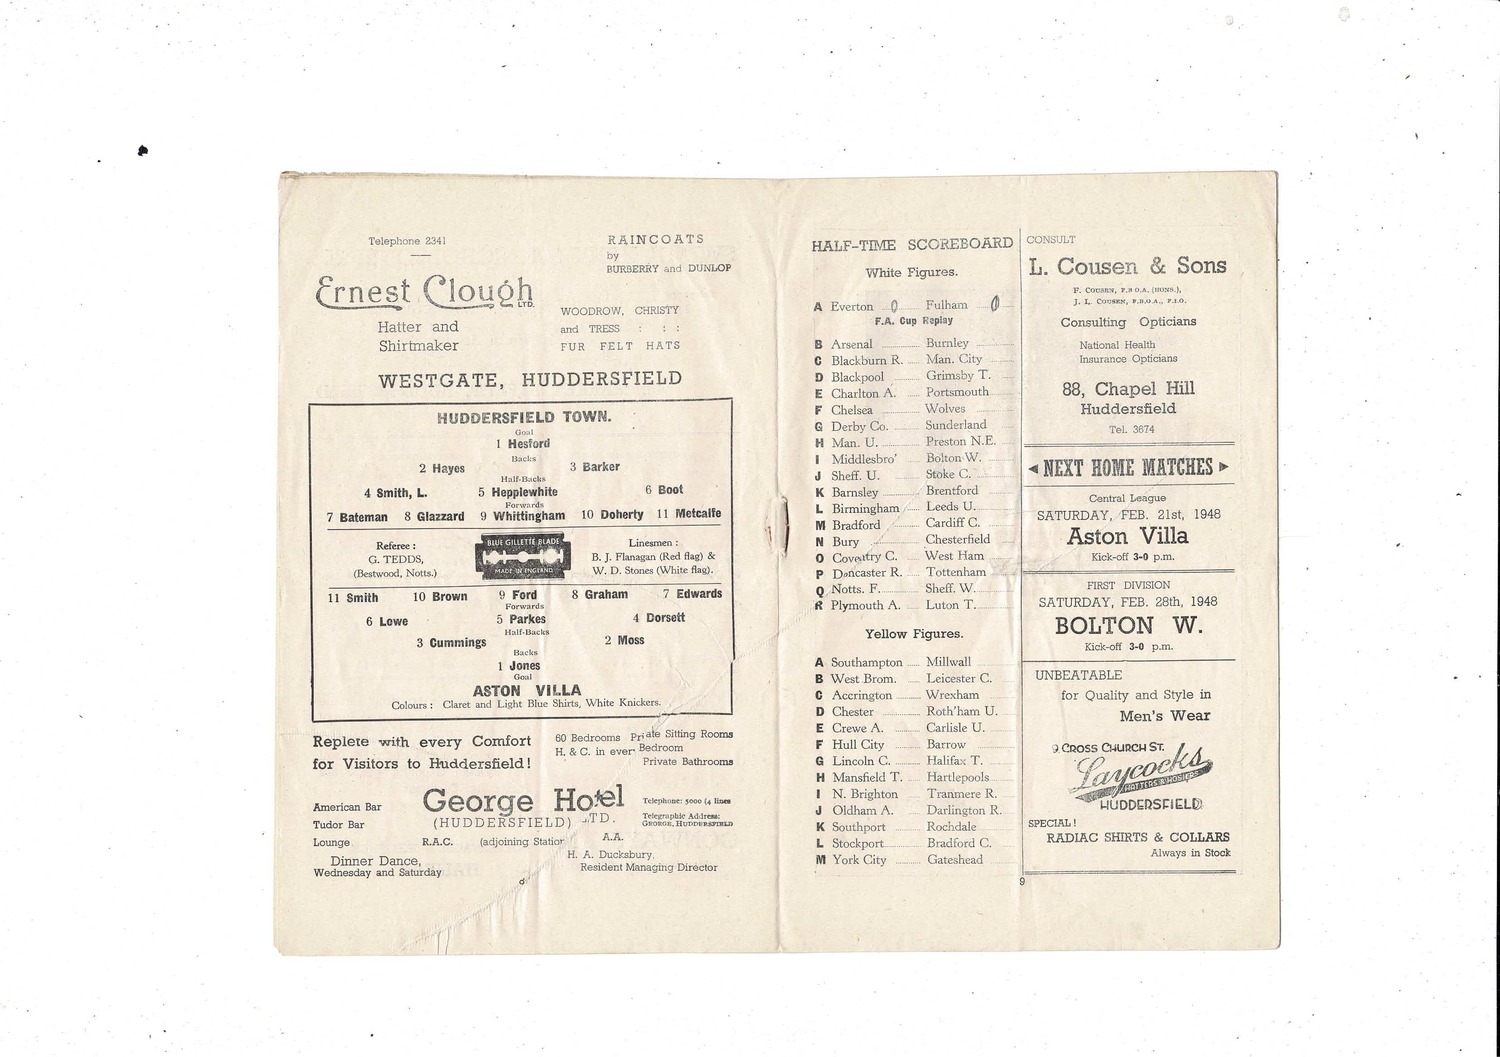 Telephone 2341
RAINCOATS
by
BURBERRY and DUNLOP
Ernest Clough LTD.
Hatter and
Shirtmaker
WOODROW, CHRISTY
and TRESS : : :
FUR FELT HATS
WESTGATE, HUDDERSFIELD
HUDDERSFIELD TOWN.
Goal
1 Hesford
Backs
2 Hayes 3 Barker
Half-Backs
4 Smith, L. 5 Hepplewhite 6 Boot
Forwards
7 Bateman 8 Glazzard 9 Whittingham 10 Doherty 11 Metcalfe
Referee :
G. TEDDS,
(Bestwood, Notts.)
BLUE GILLETTE BLADE
MADE IN ENGLAND
Linesmen :
B. J. Flanagan (Red flag) &
W. D. Stones (White flag).
11 Smith 10 Brown 9 Ford 8 Graham 7 Edwards
Forwards
6 Lowe 5 Parkes 4 Dorsett
Half-Backs
3 Cummings 2 Moss
Backs
1 Jones
Goal
ASTON VILLA
Colours : Claret and Light Blue Shirts, White Knickers.
Replete with every Comfort
for Visitors to Huddersfield!
60 Bedrooms Private Sitting Rooms
H. & C. in every Bedroom
Private Bathrooms
American Bar
Tudor Bar
Lounge
George Hotel
(HUDDERSFIELD) LTD.
R.A.C. (adjoining Station) A.A.
Telephone: 5000 (4 lines
Telegraphic Address:
GEORGE, HUDDERSFIELD
Dinner Dance,
Wednesday and Saturday
H. A. Ducksbury,
Resident Managing Director
8
HALF-TIME SCOREBOARD
White Figures.
A Everton 0 Fulham 0
F.A. Cup Replay
B Arsenal Burnley
C Blackburn R. Man. City
D Blackpool Grimsby T.
E Charlton A. Portsmouth
F Chelsea Wolves
G Derby Co. Sunderland
H Man. U. Preston N.E.
I Middlesbro' Bolton W.
J Sheff. U. Stoke C.
K Barnsley Brentford
L Birmingham Leeds U.
M Bradford Cardiff C.
N Bury Chesterfield
O Coventry C. West Ham
P Doncaster R. Tottenham
Q Notts. F. Sheff. W.
R Plymouth A. Luton T.
Yellow Figures.
A Southampton Millwall
B West Brom. Leicester C.
C Accrington Wrexham
D Chester Roth'ham U.
E Crewe A. Carlisle U.
F Hull City Barrow
G Lincoln C. Halifax T.
H Mansfield T. Hartlepools
I N. Brighton Tranmere R.
J Oldham A. Darlington R.
K Southport Rochdale
L Stockport Bradford C.
M York City Gateshead
9
CONSULT
L. Cousen & Sons
F. COUSEN, F.B.O.A. (HONS.),
J. L. COUSEN, F.B.O.A., F.I.O.
Consulting Opticians
National Health
Insurance Opticians
88, Chapel Hill
Huddersfield
Tel. 3674
NEXT HOME MATCHES
Central League
SATURDAY, FEB. 21st, 1948
Aston Villa
Kick-off 3-0 p.m.
FIRST DIVISION
SATURDAY, FEB. 28th, 1948
BOLTON W.
Kick-off 3-0 p.m.
UNBEATABLE
for Quality and Style in
Men's Wear
9 CROSS CHURCH ST.
Laycocks
HATTERS & HOSIERS
HUDDERSFIELD
SPECIAL !
RADIAC SHIRTS & COLLARS
Always in Stock